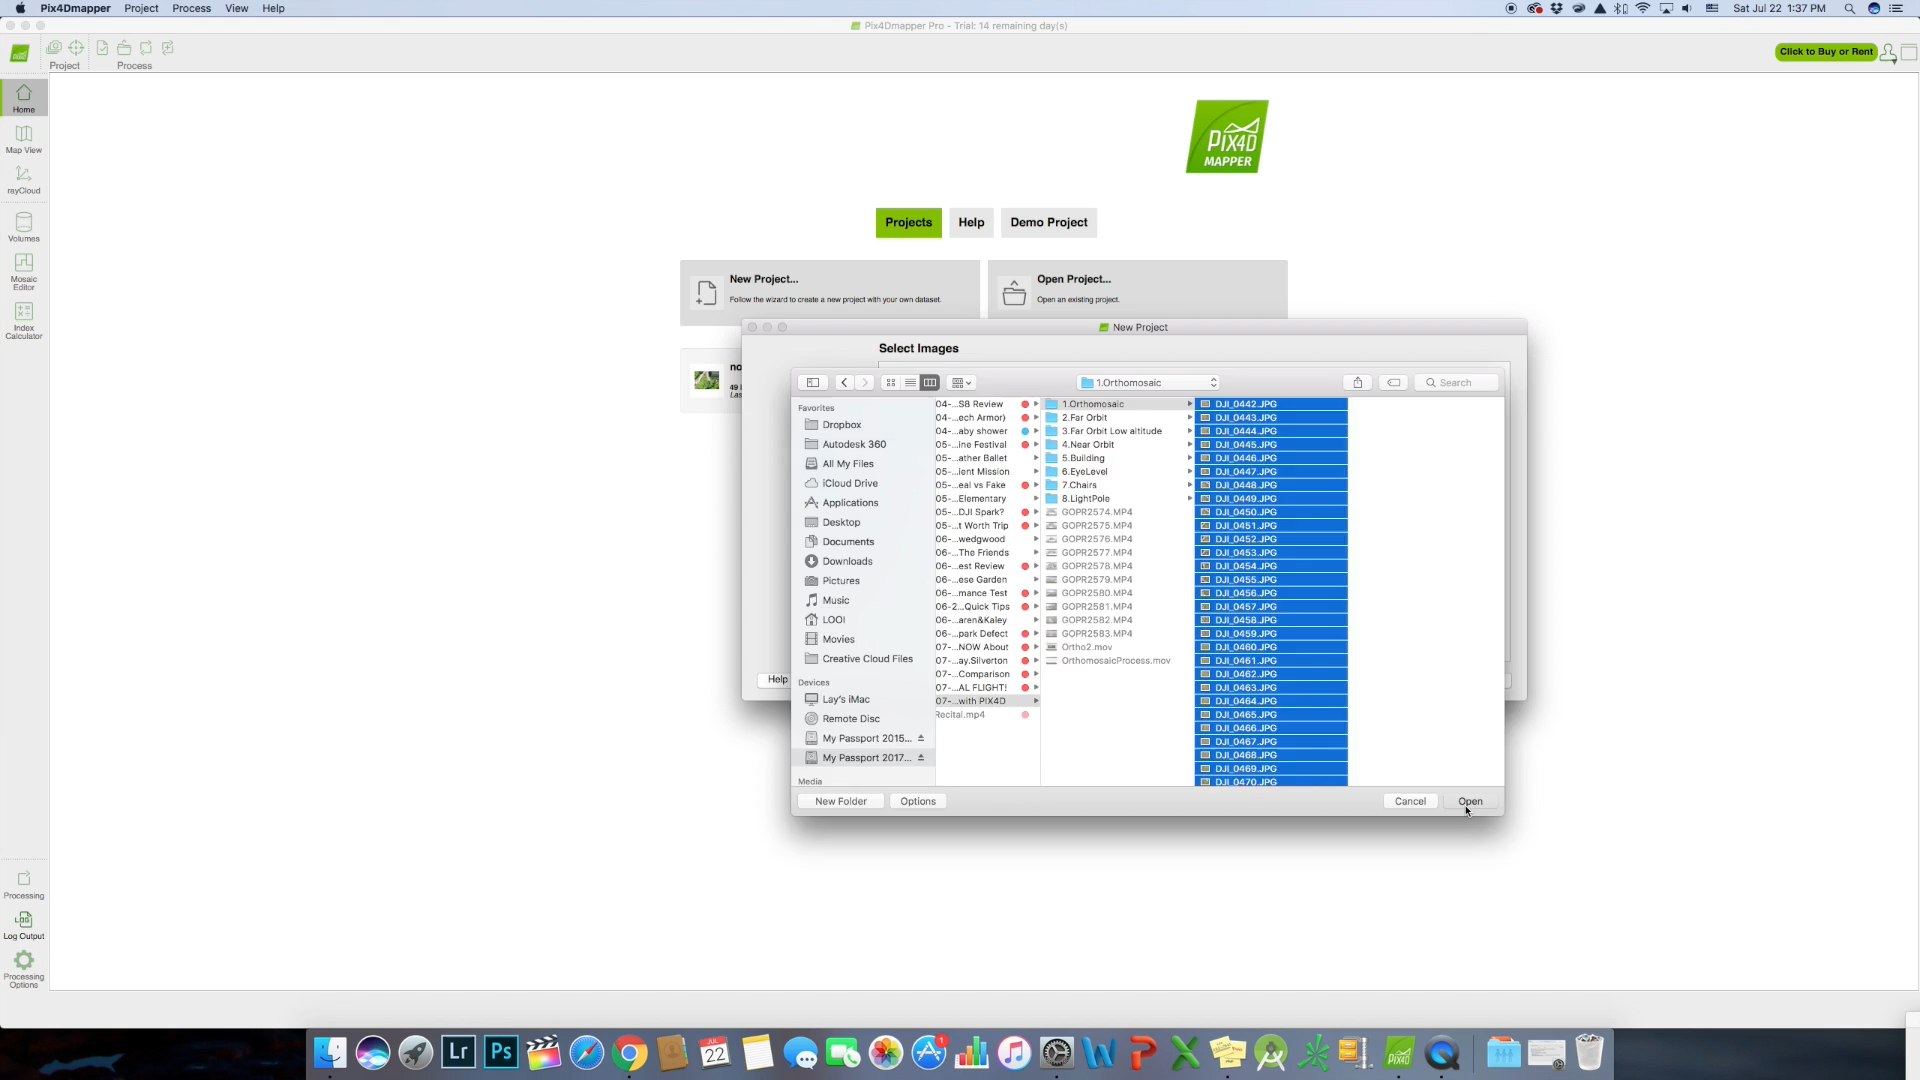 Pix4Dmapper Project Process View Help
Sat Jul 22 1:37 PM
Pix4Dmapper Pro - Trial: 14 remaining day(s)
Project
Process
Click to Buy or Rent
Home
Map View
rayCloud
Volumes
Mosaic
Editor
Index
Calculator
Processing
LOG
Log Output
Processing
Options
PIX4D
MAPPER
Projects
Help
Demo Project
New Project...
Follow the wizard to create a new project with your own dataset.
Open Project...
Open an existing project.
no
49
Las
New Project
Select Images
Help
1.Orthomosaic
Search
Favorites
Dropbox
Autodesk 360
All My Files
iCloud Drive
Applications
Desktop
Documents
Downloads
Pictures
Music
LOOI
Movies
Creative Cloud Files
Devices
Lay's iMac
Remote Disc
My Passport 2015...
My Passport 2017...
Media
04-...S8 Review
04-...ech Armor)
04-...aby shower
05-...ine Festival
05-...ather Ballet
05-...ient Mission
05-...eal vs Fake
05-...Elementary
05-...DJI Spark?
05-...t Worth Trip
06-...wedgwood
06-...The Friends
06-...est Review
06-...ese Garden
06-...mance Test
06-2...Quick Tips
06-...aren&Kaley
06-...park Defect
07-...NOW About
07-...ay.Silverton
07-...Comparison
07-...AL FLIGHT!
07-...with PIX4D
Recital.mp4
1.Orthomosaic
2.Far Orbit
3.Far Orbit Low altitude
4.Near Orbit
5.Building
6.EyeLevel
7.Chairs
8.LightPole
GOPR2574.MP4
GOPR2575.MP4
GOPR2576.MP4
GOPR2577.MP4
GOPR2578.MP4
GOPR2579.MP4
GOPR2580.MP4
GOPR2581.MP4
GOPR2582.MP4
GOPR2583.MP4
Ortho2.mov
OrthomosaicProcess.mov
DJI_0442.JPG
DJI_0443.JPG
DJI_0444.JPG
DJI_0445.JPG
DJI_0446.JPG
DJI_0447.JPG
DJI_0448.JPG
DJI_0449.JPG
DJI_0450.JPG
DJI_0451.JPG
DJI_0452.JPG
DJI_0453.JPG
DJI_0454.JPG
DJI_0455.JPG
DJI_0456.JPG
DJI_0457.JPG
DJI_0458.JPG
DJI_0459.JPG
DJI_0460.JPG
DJI_0461.JPG
DJI_0462.JPG
DJI_0463.JPG
DJI_0464.JPG
DJI_0465.JPG
DJI_0466.JPG
DJI_0467.JPG
DJI_0468.JPG
DJI_0469.JPG
DJI_0470.JPG
New Folder
Options
Cancel
Open
Lr
Ps
JUL
22
1
PIX4D